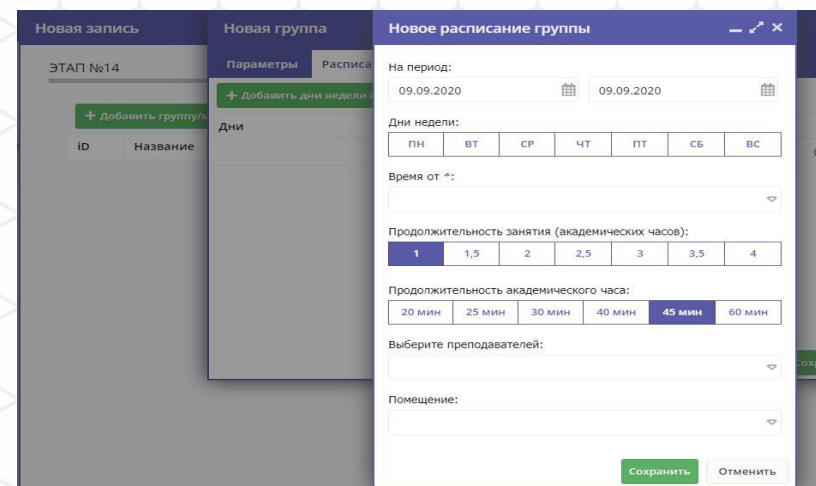 Новая запись
Новая группа
Новое расписание группы
ЭТАП №14
Параметры
На период:
09.09.2020
09.09.2020
+ Добавить дни недели
+ Добавить группу/
Дни
Дни недели:
ПН ВТ СР ЧТ ПТ СБ ВС
iD Название
Время от *:
Продолжительность занятия (академических часов):
1 1,5 2 2,5 3 3,5 4
Продолжительность академического часа:
20 мин 25 мин 30 мин 40 мин 45 мин 60 мин
Выберите преподавателей:
Помещение:
Сохранить Отменить